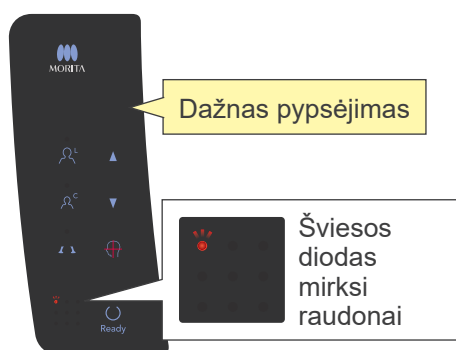 MORITA
Dažnas pypsėjimas
L
C
Šviesos
diodas
mirksi
raudonai
Ready